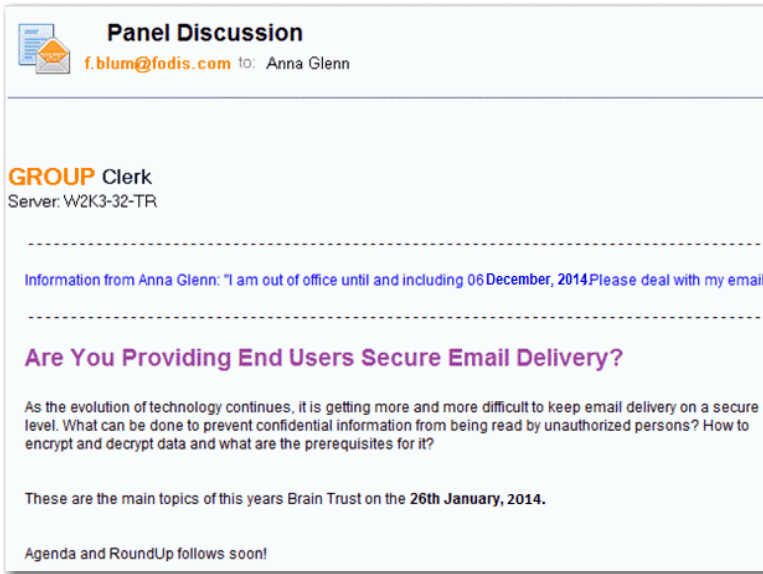 Panel Discussion
f.blum@fodis.com to: Anna Glenn
GROUP Clerk
Server: W2K3-32-TR
--------------------------------------------------------------------------------
Information from Anna Glenn: "I am out of office until and including 06 December, 2014.Please deal with my email
--------------------------------------------------------------------------------
Are You Providing End Users Secure Email Delivery?
As the evolution of technology continues, it is getting more and more difficult to keep email delivery on a secure
level. What can be done to prevent confidential information from being read by unauthorized persons? How to
encrypt and decrypt data and what are the prerequisites for it?
These are the main topics of this years Brain Trust on the 26th January, 2014.
Agenda and RoundUp follows soon!